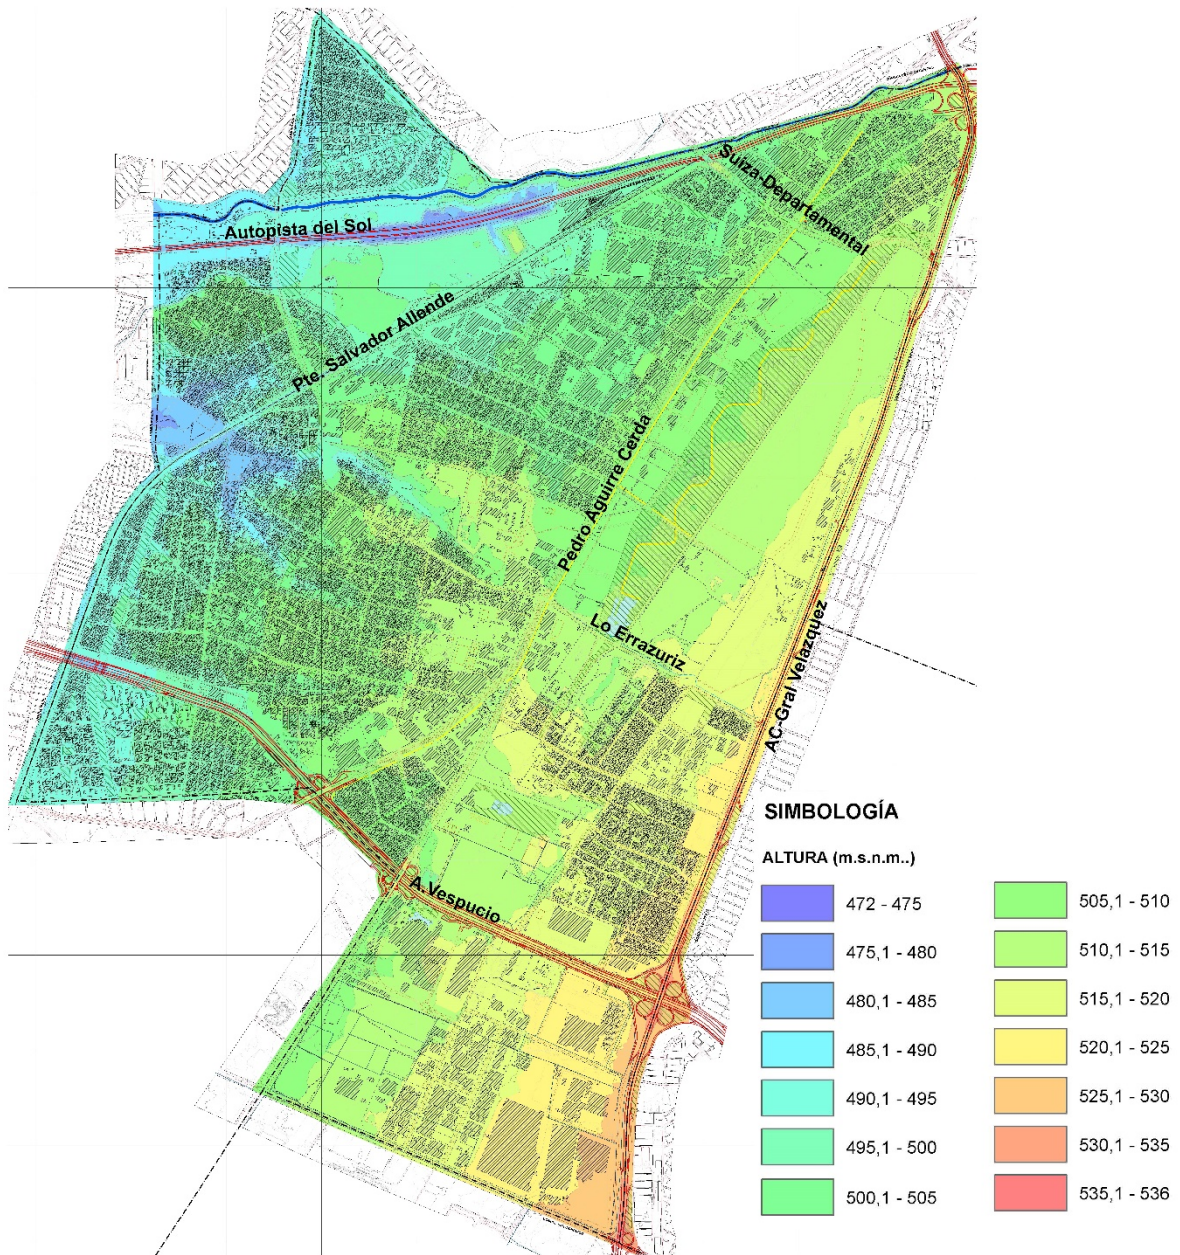 Suiza-Departamental
Autopista del Sol
Pte. Salvador Allende
Pedro Aguirre Cerda
Lo Errazuriz
AC-Gral Velazquez
A.Vespucio
SIMBOLOGÍA
ALTURA (m.s.n.m..)
472 - 475
475,1 - 480
480,1 - 485
485,1 - 490
490,1 - 495
495,1 - 500
500,1 - 505
505,1 - 510
510,1 - 515
515,1 - 520
520,1 - 525
525,1 - 530
530,1 - 535
535,1 - 536